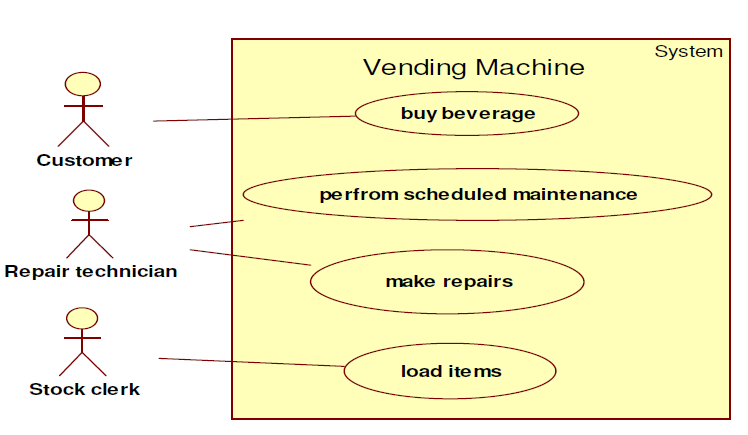 System
Vending Machine
buy beverage
Customer
perfrom scheduled maintenance
Repair technician
make repairs
load items
Stock clerk